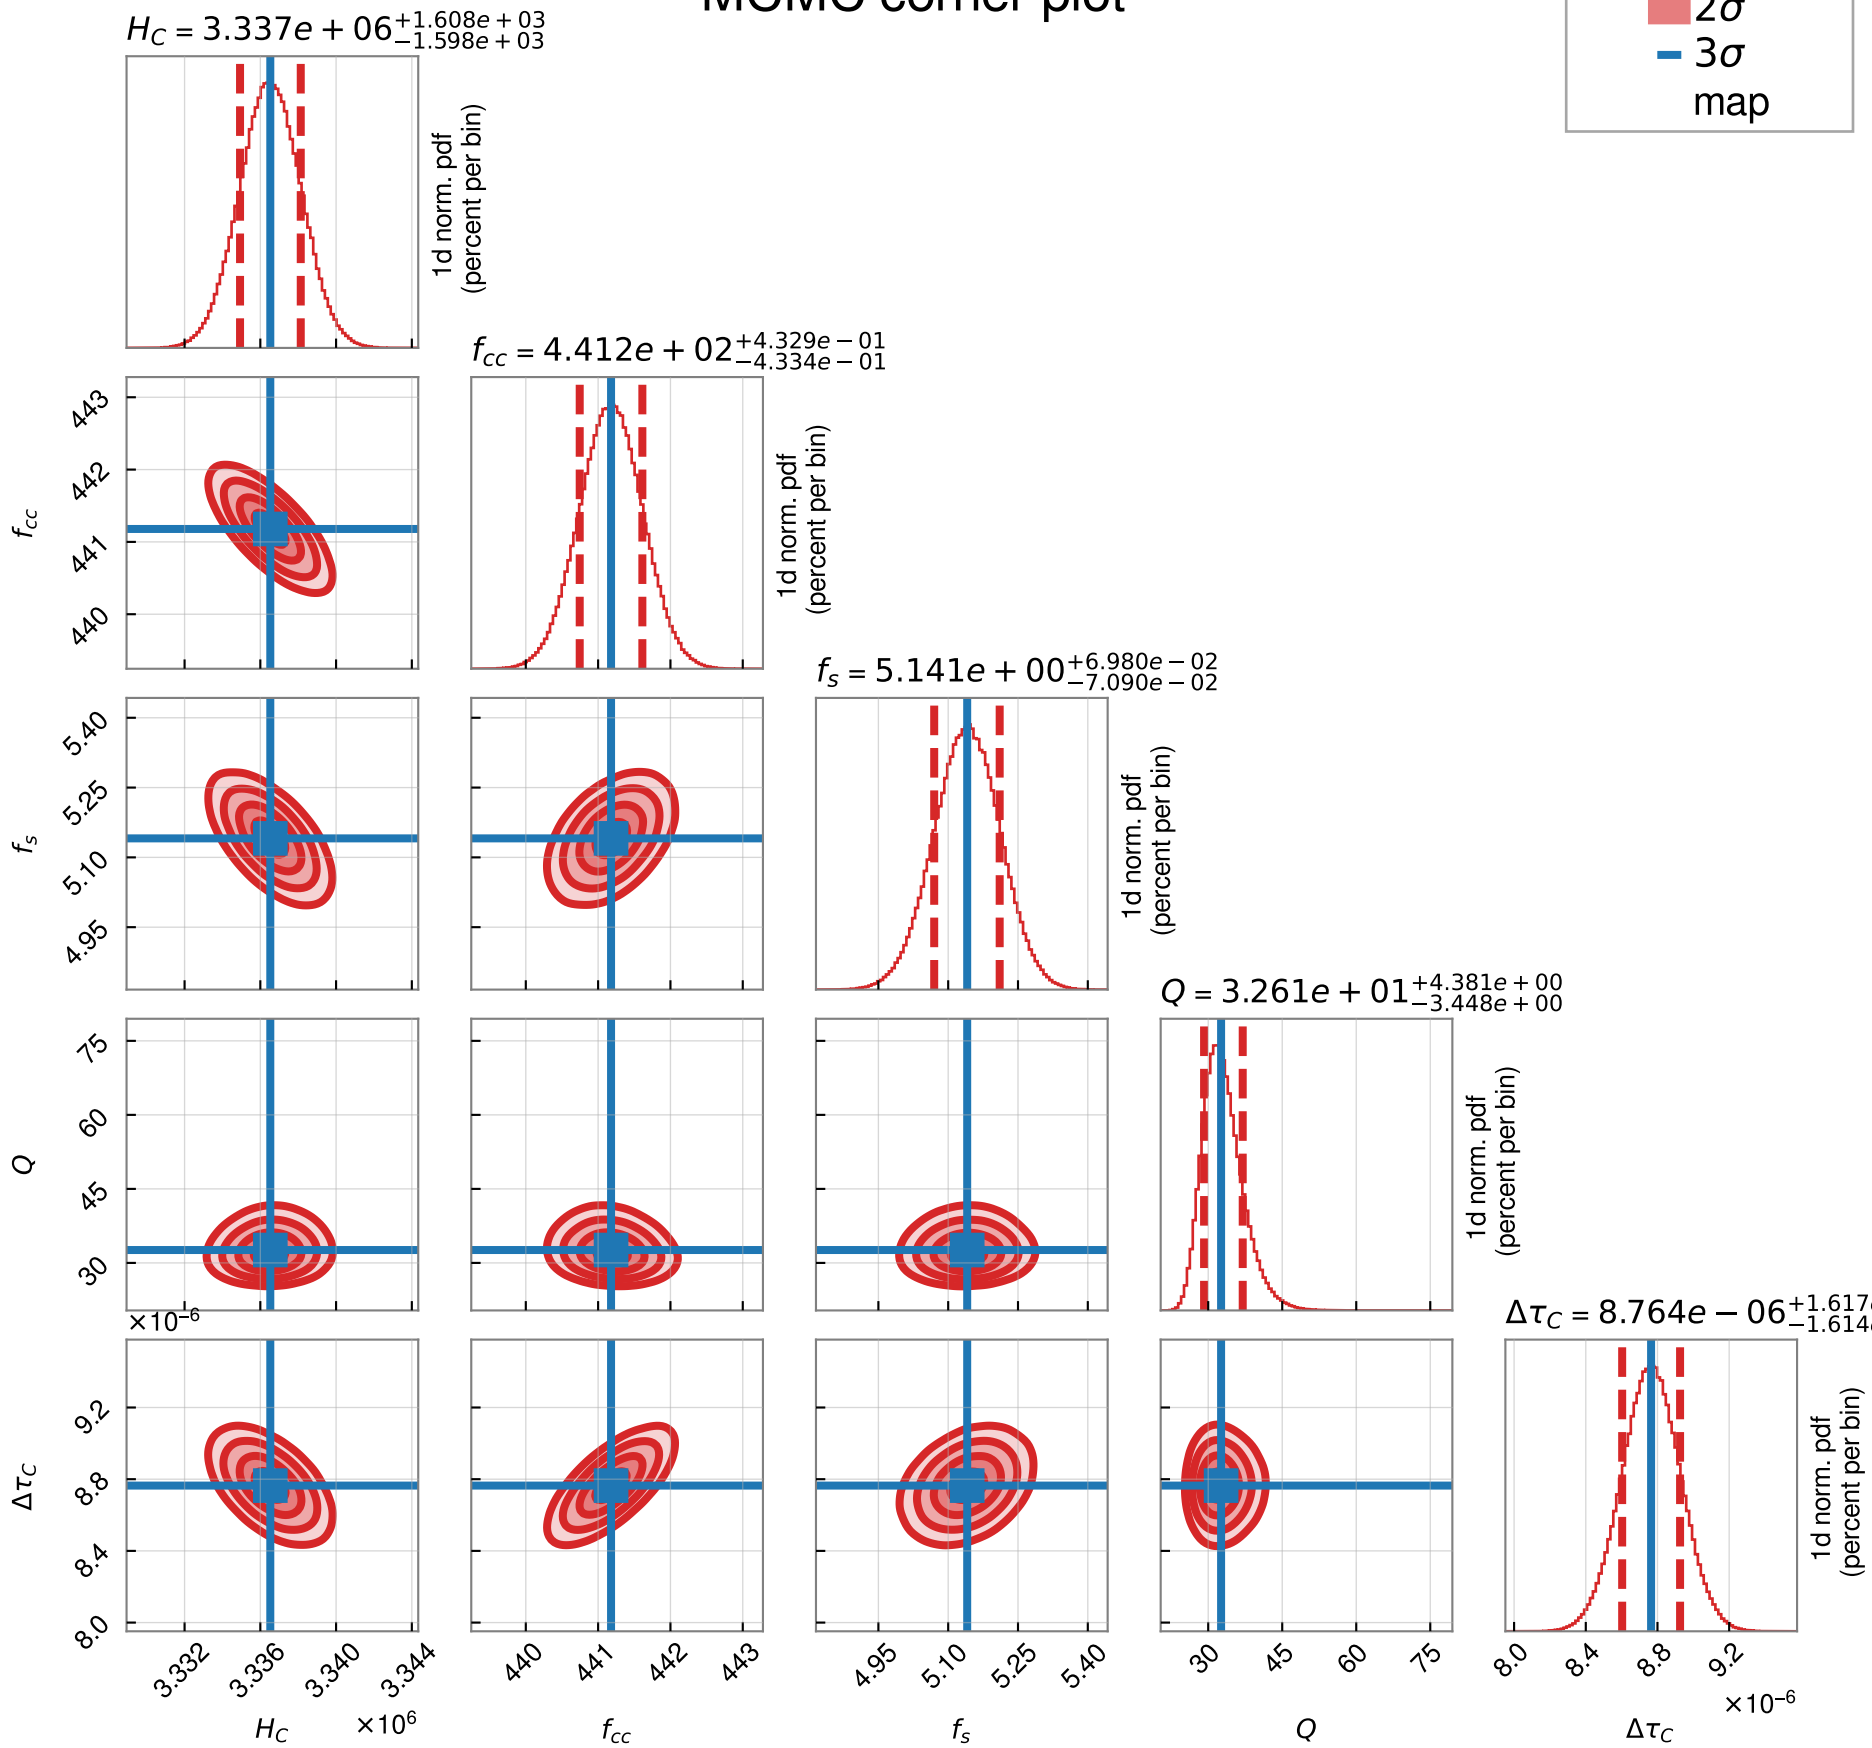 2σ
3σ
map
H_C = 3.337e + 06 +1.608e + 03 −1.598e + 03
1d norm. pdf
(percent per bin)
f_cc = 4.412e + 02 +4.329e − 01 −4.334e − 01
443
442
441
440
f_cc
1d norm. pdf
(percent per bin)
f_s = 5.141e + 00 +6.980e − 02 −7.090e − 02
5.40
5.25
5.10
4.95
f_s
1d norm. pdf
(percent per bin)
Q = 3.261e + 01 +4.381e + 00 −3.448e + 00
75
60
45
30
Q
1d norm. pdf
(percent per bin)
×10⁻⁶
Δτ_C = 8.764e − 06 +1.617 −1.614
9.2
8.8
8.4
8.0
Δτ_C
1d norm. pdf
(percent per bin)
3.332 3.336 3.340 3.344
440 441 442 443
4.95 5.10 5.25 5.40
30 45 60 75
8.0 8.4 8.8 9.2
×10⁶
×10⁻⁶
H_C
f_cc
f_s
Q
Δτ_C